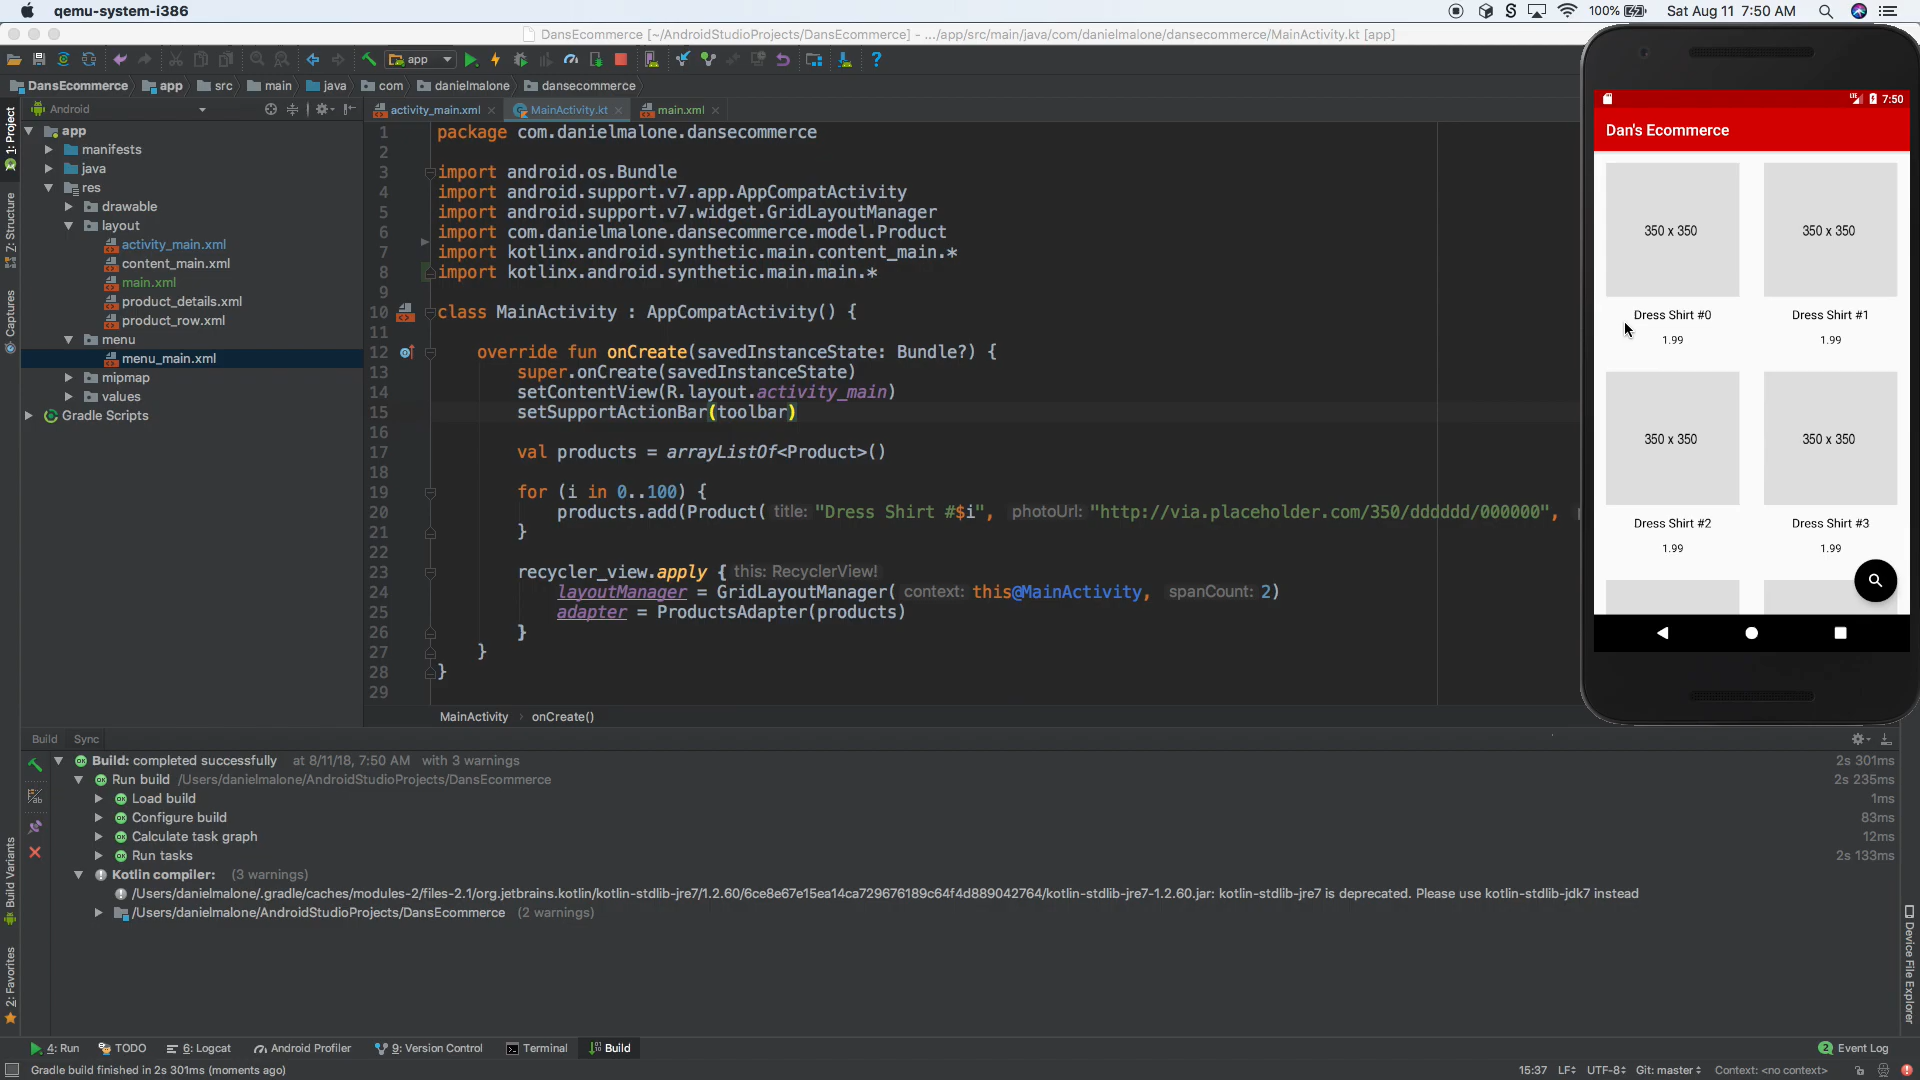 qemu-system-i386
100%
Sat Aug 11 7:50 AM
DansEcommerce [~/AndroidStudioProjects/DansEcommerce] - .../app/src/main/java/com/danielmalone/dansecommerce/MainActivity.kt [app]
app
DansEcommerce
app
src
main
java
com
danielmalone
dansecommerce
Android
activity_main.xml
MainActivity.kt
main.xml
1: Project
Z: Structure
Captures
Build Variants
2: Favorites
app
manifests
java
res
drawable
layout
activity_main.xml
content_main.xml
main.xml
product_details.xml
product_row.xml
menu
menu_main.xml
mipmap
values
Gradle Scripts
1 package com.danielmalone.dansecommerce
2
3 import android.os.Bundle
4 import android.support.v7.app.AppCompatActivity
5 import android.support.v7.widget.GridLayoutManager
6 import com.danielmalone.dansecommerce.model.Product
7 import kotlinx.android.synthetic.main.content_main.*
8 import kotlinx.android.synthetic.main.main.*
9
10 class MainActivity : AppCompatActivity() {
11
12 override fun onCreate(savedInstanceState: Bundle?) {
13 super.onCreate(savedInstanceState)
14 setContentView(R.layout.activity_main)
15 setSupportActionBar(toolbar)
16
17 val products = arrayListOf<Product>()
18
19 for (i in 0..100) {
20 products.add(Product( title: "Dress Shirt #$i", photoUrl: "http://via.placeholder.com/350/dddddd/000000",
21 }
22
23 recycler_view.apply { this: RecyclerView!
24 layoutManager = GridLayoutManager( context: this@MainActivity, spanCount: 2)
25 adapter = ProductsAdapter(products)
26 }
27 }
28 }
29
MainActivity › onCreate()
7:50
Dan's Ecommerce
350 x 350
350 x 350
Dress Shirt #0
Dress Shirt #1
1.99
1.99
350 x 350
350 x 350
Dress Shirt #2
Dress Shirt #3
1.99
1.99
Build
Sync
Build: completed successfully at 8/11/18, 7:50 AM with 3 warnings
2s 301ms
Run build /Users/danielmalone/AndroidStudioProjects/DansEcommerce
2s 235ms
Load build
1ms
Configure build
83ms
Calculate task graph
12ms
Run tasks
2s 133ms
Kotlin compiler: (3 warnings)
/Users/danielmalone/.gradle/caches/modules-2/files-2.1/org.jetbrains.kotlin/kotlin-stdlib-jre7/1.2.60/6ce8e67e15ea14ca729676189c64f4d889042764/kotlin-stdlib-jre7-1.2.60.jar: kotlin-stdlib-jre7 is deprecated. Please use kotlin-stdlib-jdk7 instead
/Users/danielmalone/AndroidStudioProjects/DansEcommerce (2 warnings)
Device File Explorer
4: Run
TODO
6: Logcat
Android Profiler
9: Version Control
Terminal
Build
2 Event Log
Gradle build finished in 2s 301ms (moments ago)
15:37
LF
UTF-8
Git: master
Context: <no context>